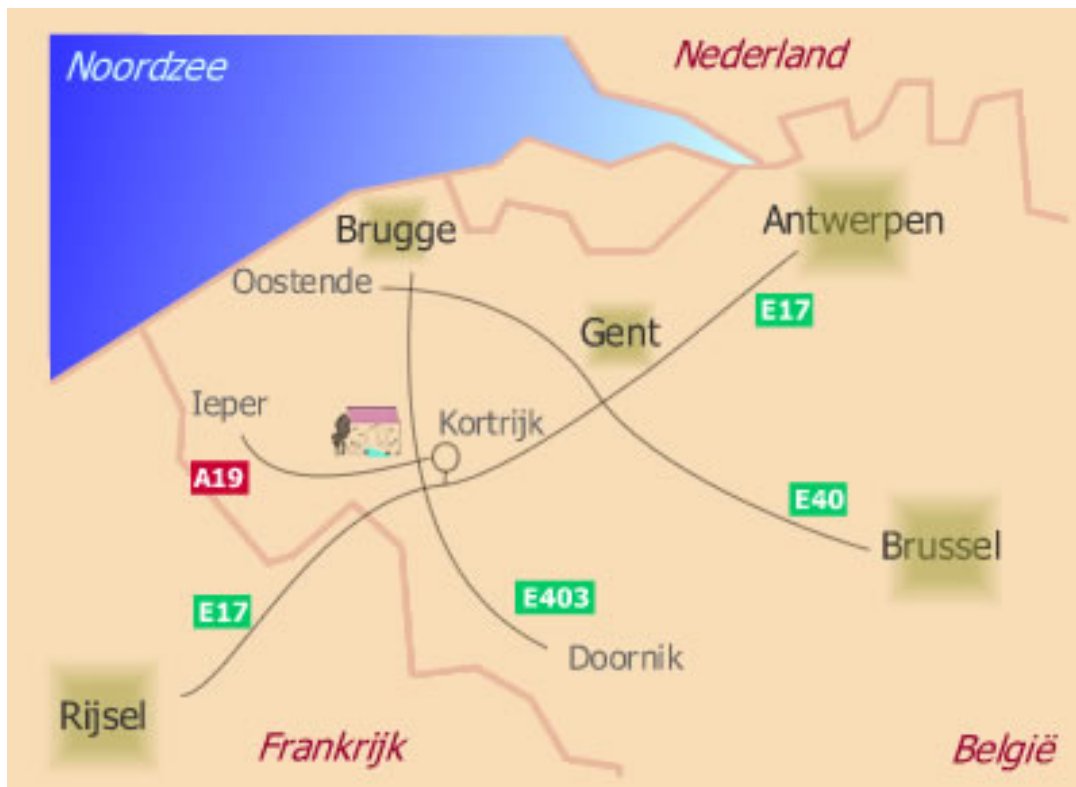 Noordzee
Nederland
Brugge
Antwerpen
Oostende
E17
Gent
Ieper
Kortrijk
A19
E40
Brussel
E17
E403
Doornik
Rijsel
Frankrijk
België